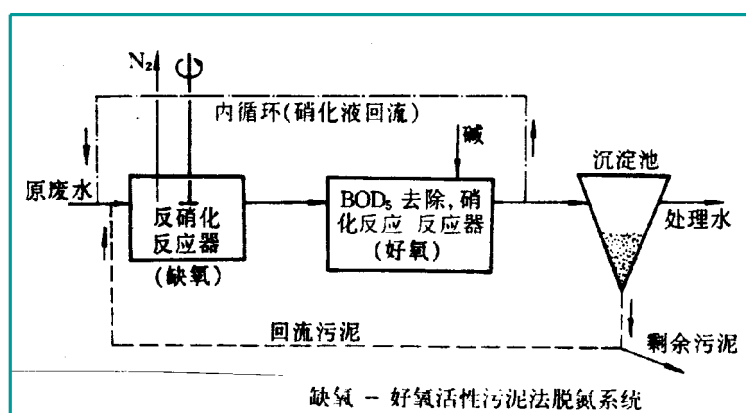 N₂
内循环(硝化液回流)
碱
沉淀池
原废水
反硝化
反应器
(缺氧)
BOD₅ 去除,硝
化反应 反应器
(好氧)
处理水
回流污泥
剩余污泥
缺氧 - 好氧活性污泥法脱氮系统